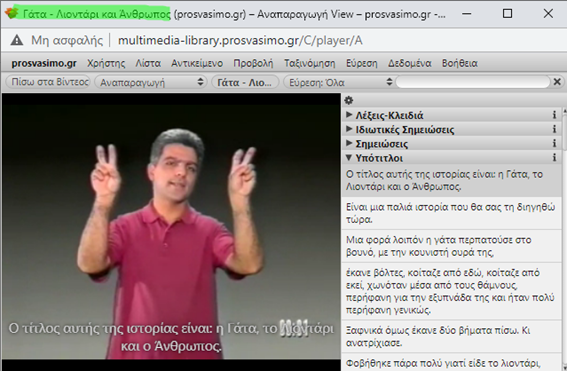 Γάτα - Λιοντάρι και Άνθρωπος (prosvasimo.gr) – Αναπαραγωγή View – prosvasimo.gr -...
Μη ασφαλής | multimedia-library.prosvasimo.gr/C/player/A
prosvasimo.gr Χρήστης Λίστα Αντικείμενο Προβολή Ταξινόμηση Εύρεση Δεδομένα Βοήθεια
Πίσω στα Βίντεος Αναπαραγωγή Γάτα - Λιο... Εύρεση: Όλα
Λέξεις-Κλειδιά
Ιδιωτικές Σημειώσεις
Σημειώσεις
Υπότιτλοι
Ο τίτλος αυτής της ιστορίας είναι: η Γάτα, το
Λιοντάρι και ο Άνθρωπος.
Είναι μια παλιά ιστορία που θα σας τη διηγηθώ
τώρα.
Μια φορά λοιπόν η γάτα περπατούσε στο
βουνό, με την κουνιστή ουρά της,
έκανε βόλτες, κοίταζε από εδώ, κοίταζε από
εκεί, χωνόταν μέσα από τους θάμνους,
περήφανη για την εξυπνάδα της και ήταν πολύ
περήφανη γενικώς.
Ξαφνικά όμως έκανε δύο βήματα πίσω. Κι
ανατρίχιασε.
Φοβήθηκε πάρα πολύ γιατί είδε το λιοντάρι,
Ο τίτλος αυτής της ιστορίας είναι: η Γάτα, το Λιοντάρι
και ο Άνθρωπος.